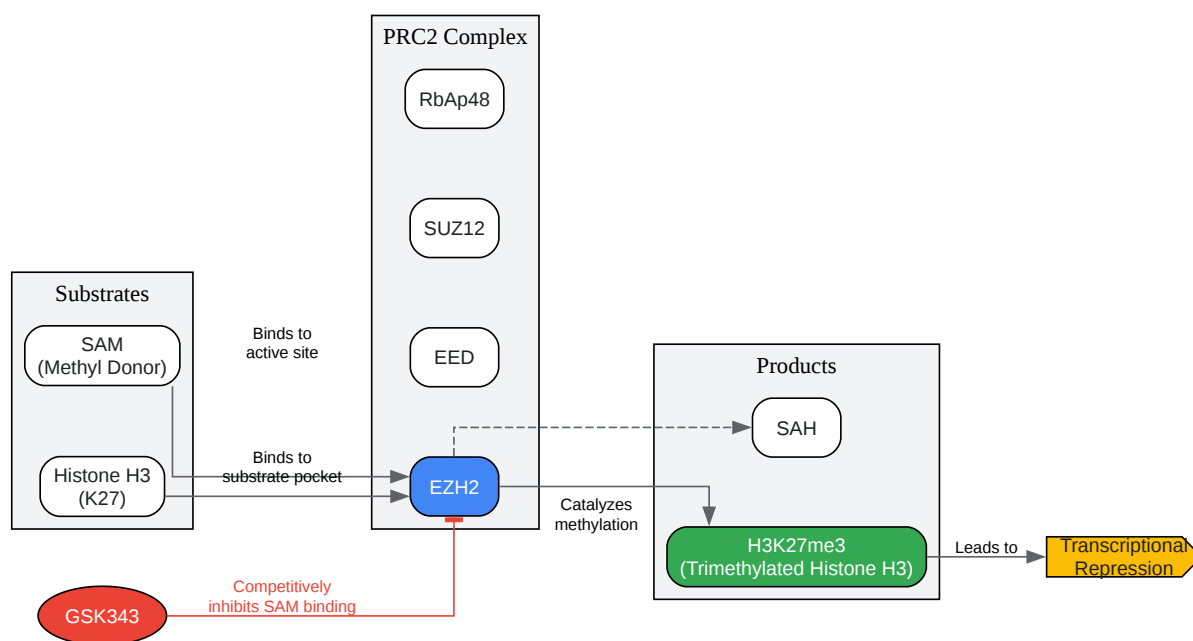 PRC2 Complex
RbAp48
SUZ12
EED
EZH2
Substrates
SAM
(Methyl Donor)
Histone H3
(K27)
Binds to
active site
Binds to
substrate pocket
Products
SAH
Catalyzes
methylation
H3K27me3
(Trimethylated Histone H3)
Leads to
Transcriptional
Repression
GSK343
Competitively
inhibits SAM binding